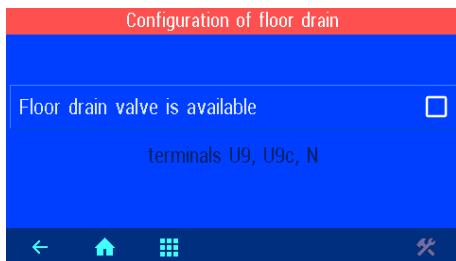 Configuration of floor drain
Floor drain valve is available
terminals U9, U9c, N